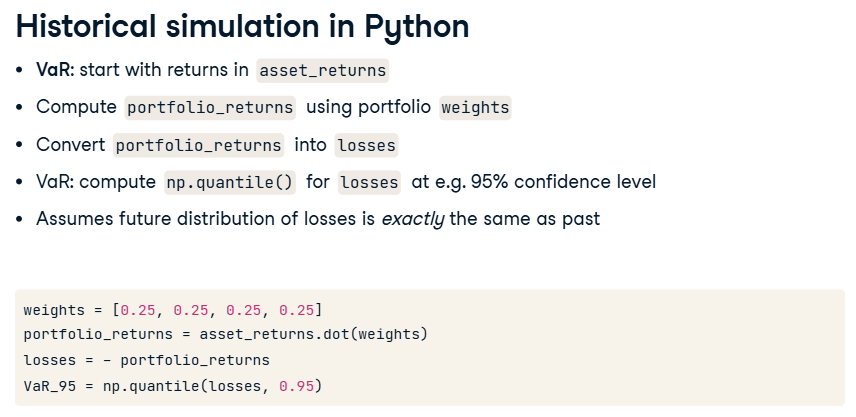 Historical simulation in Python
• VaR: start with returns in asset_returns
• Compute portfolio_returns using portfolio weights
• Convert portfolio_returns into losses
• VaR: compute np.quantile() for losses at e.g. 95% confidence level
• Assumes future distribution of losses is exactly the same as past
weights = [0.25, 0.25, 0.25, 0.25]
portfolio_returns = asset_returns.dot(weights)
losses = - portfolio_returns
VaR_95 = np.quantile(losses, 0.95)